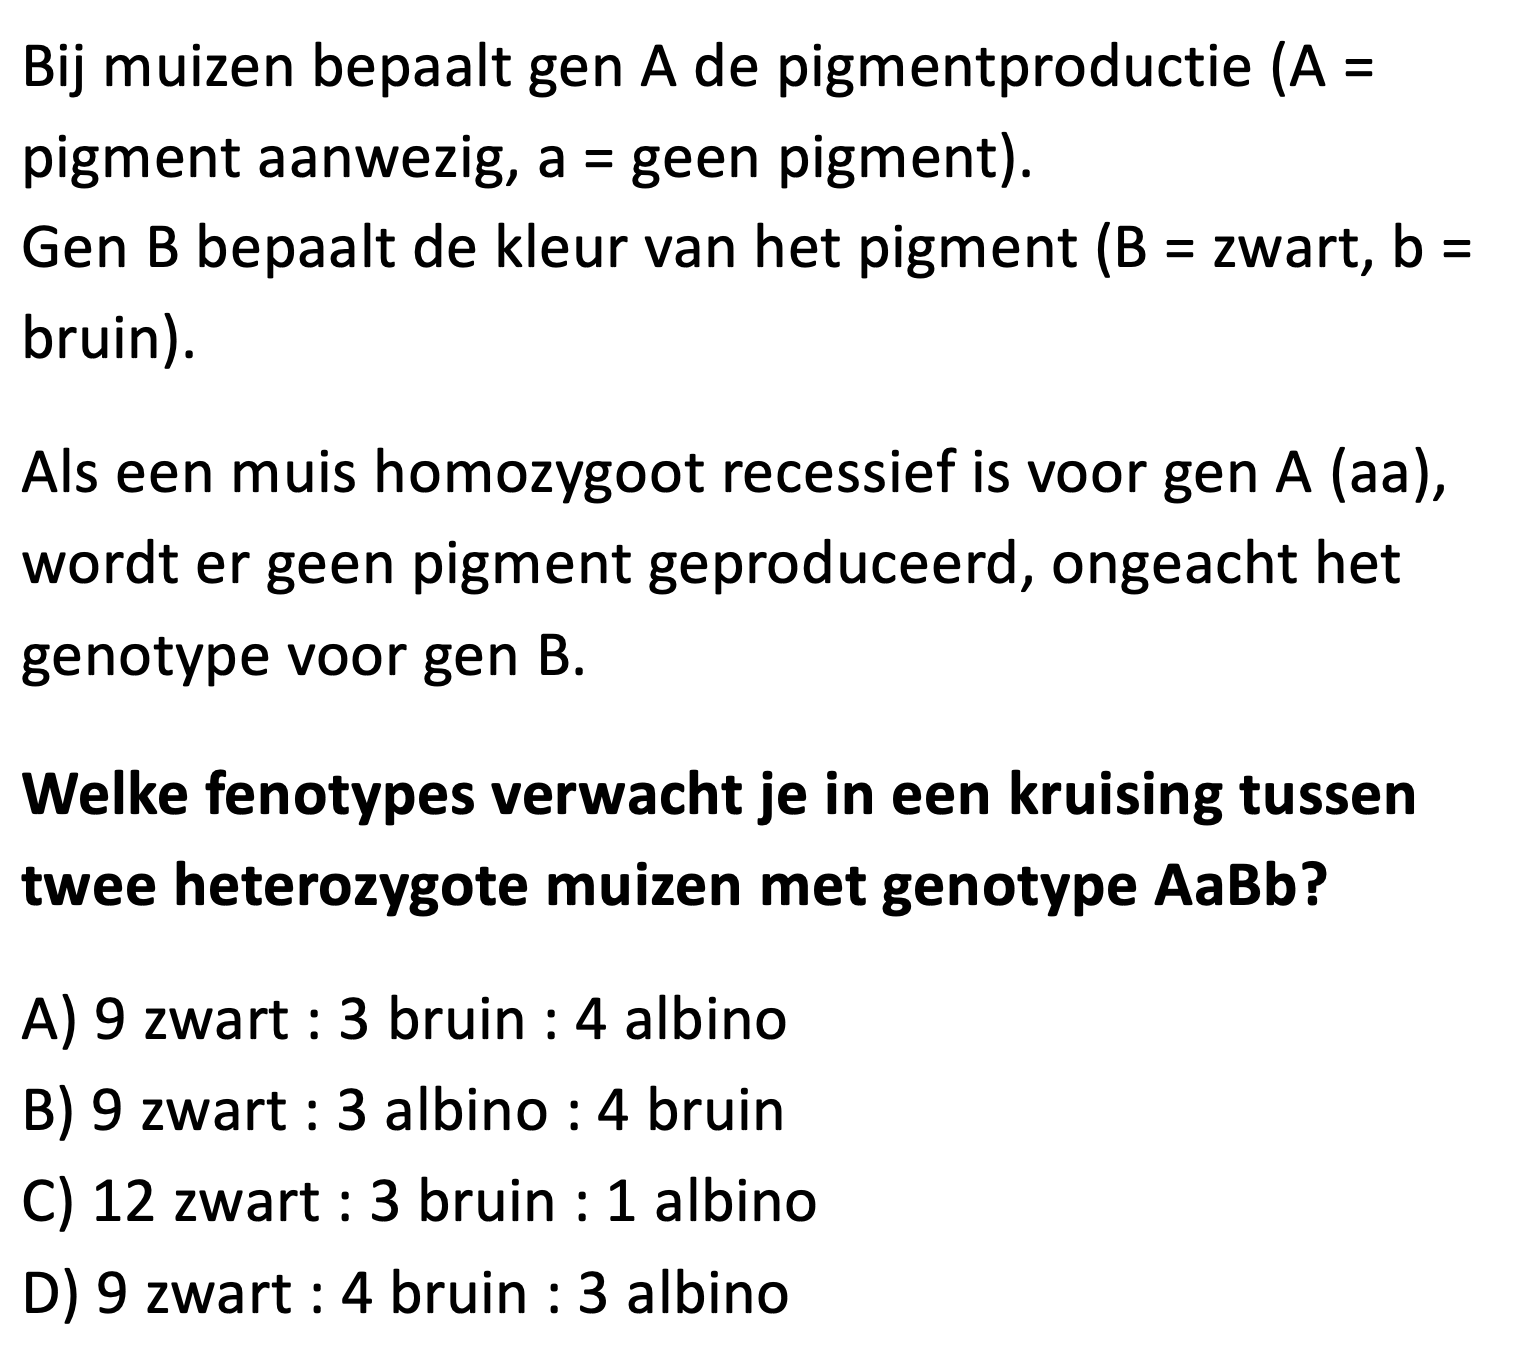 Bij muizen bepaalt gen A de pigmentproductie (A =
pigment aanwezig, a = geen pigment).
Gen B bepaalt de kleur van het pigment (B = zwart, b =
bruin).
Als een muis homozygoot recessief is voor gen A (aa),
wordt er geen pigment geproduceerd, ongeacht het
genotype voor gen B.
Welke fenotypes verwacht je in een kruising tussen
twee heterozygote muizen met genotype AaBb?
A) 9 zwart : 3 bruin : 4 albino
B) 9 zwart : 3 albino : 4 bruin
C) 12 zwart : 3 bruin : 1 albino
D) 9 zwart : 4 bruin : 3 albino